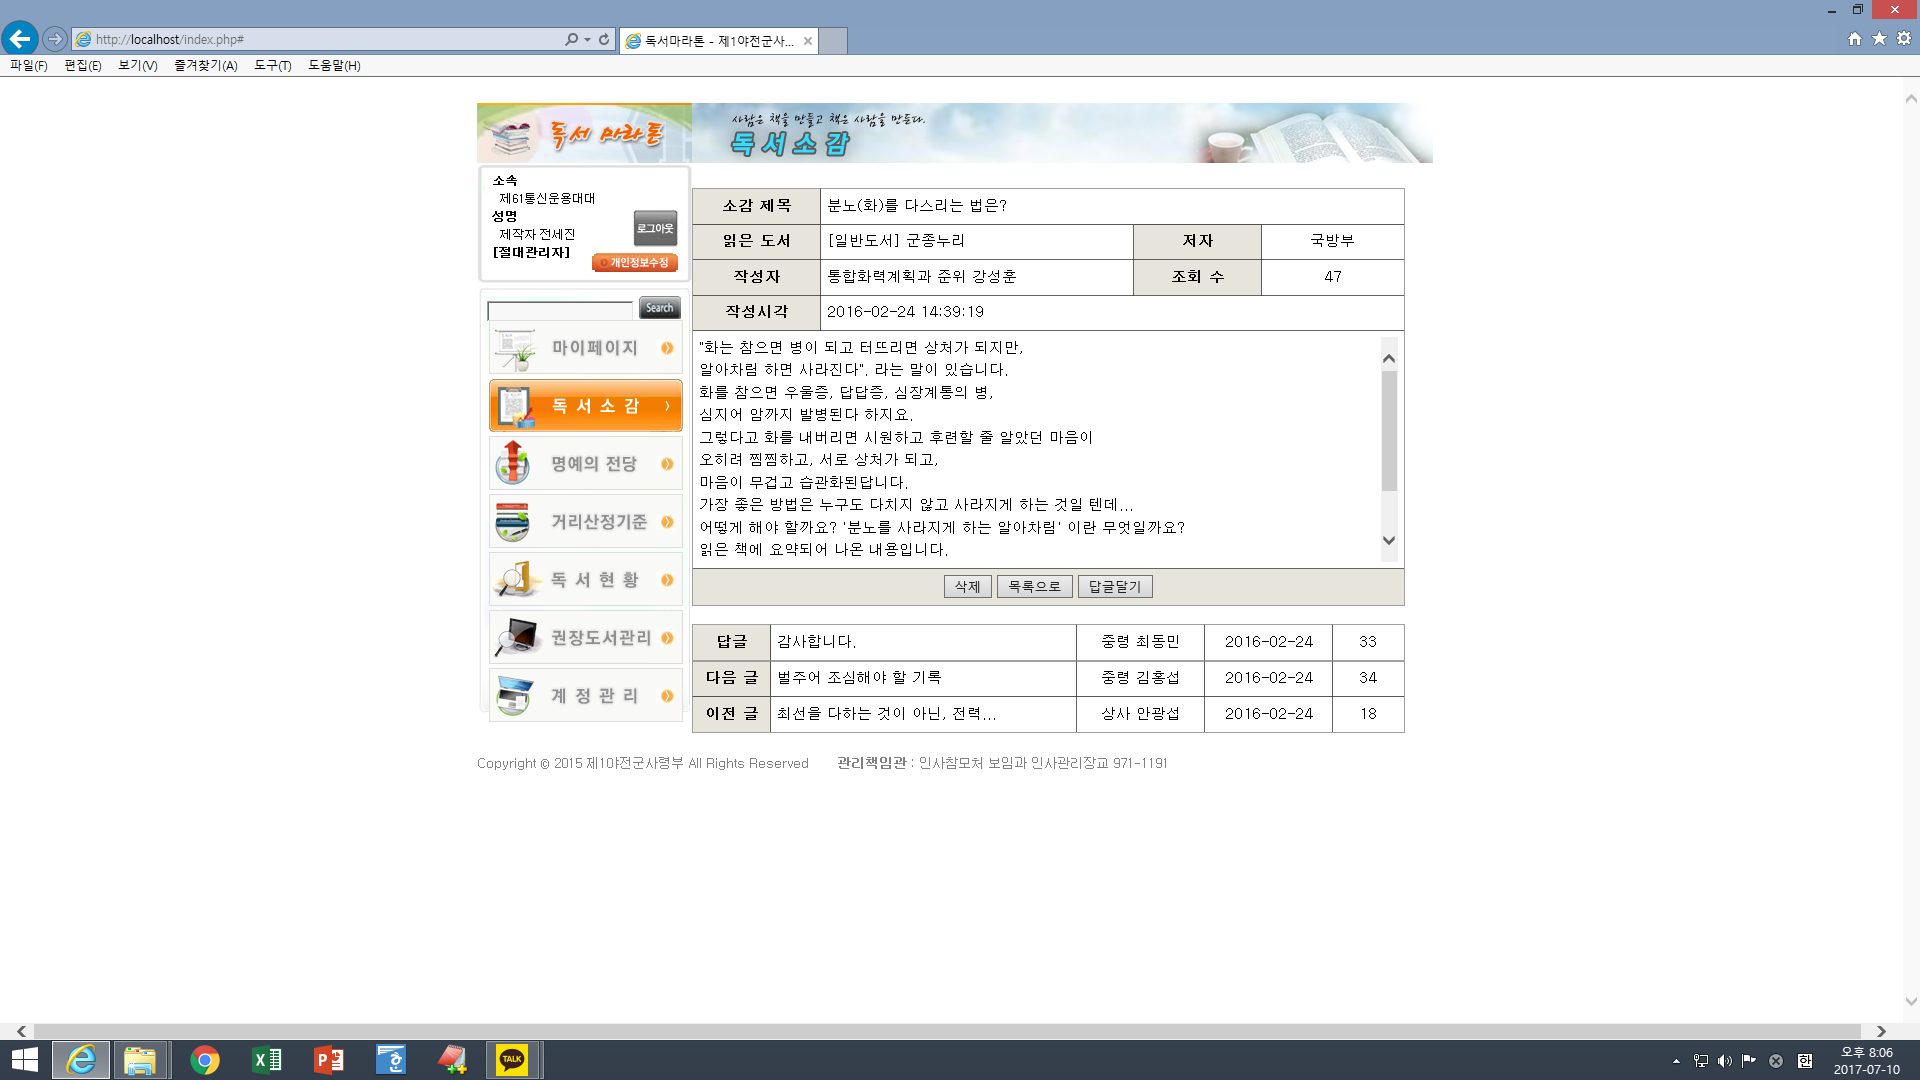 http://localhost/index.php#
독서마라톤 - 제1야전군사...
파일(F) 편집(E) 보기(V) 즐겨찾기(A) 도구(T) 도움말(H)
독서 마라톤
사람은 책을 만들고 책은 사람을 만든다.
독서소감
소속
제61통신운용대대
성명
제작자 전세진
[절대관리자]
로그아웃
개인정보수정
Search
마이페이지
독서소감
명예의 전당
거리산정기준
독서현황
권장도서관리
계정관리
소감 제목 분노(화)를 다스리는 법은?
읽은 도서 [일반도서] 군종누리 저자 국방부
작성자 통합화력계획과 준위 강성훈 조회 수 47
작성시각 2016-02-24 14:39:19
"화는 참으면 병이 되고 터뜨리면 상처가 되지만,
알아차림 하면 사라진다". 라는 말이 있습니다.
화를 참으면 우울증, 답답증, 심장계통의 병,
심지어 암까지 발병된다 하지요.
그렇다고 화를 내버리면 시원하고 후련할 줄 알았던 마음이
오히려 찜찜하고, 서로 상처가 되고,
마음이 무겁고 습관화된답니다.
가장 좋은 방법은 누구도 다치지 않고 사라지게 하는 것일 텐데...
어떻게 해야 할까요? '분노를 사라지게 하는 알아차림' 이란 무엇일까요?
읽은 책에 요약되어 나온 내용입니다.
삭제 목록으로 답글달기
답글 감사합니다. 중령 최동민 2016-02-24 33
다음 글 벌주어 조심해야 할 기록 중령 김홍섭 2016-02-24 34
이전 글 최선을 다하는 것이 아닌, 전력... 상사 안광섭 2016-02-24 18
Copyright © 2015 제1야전군사령부 All Rights Reserved 관리책임관 : 인사참모처 보임과 인사관리장교 971-1191
TALK
한
오후 8:06
2017-07-10